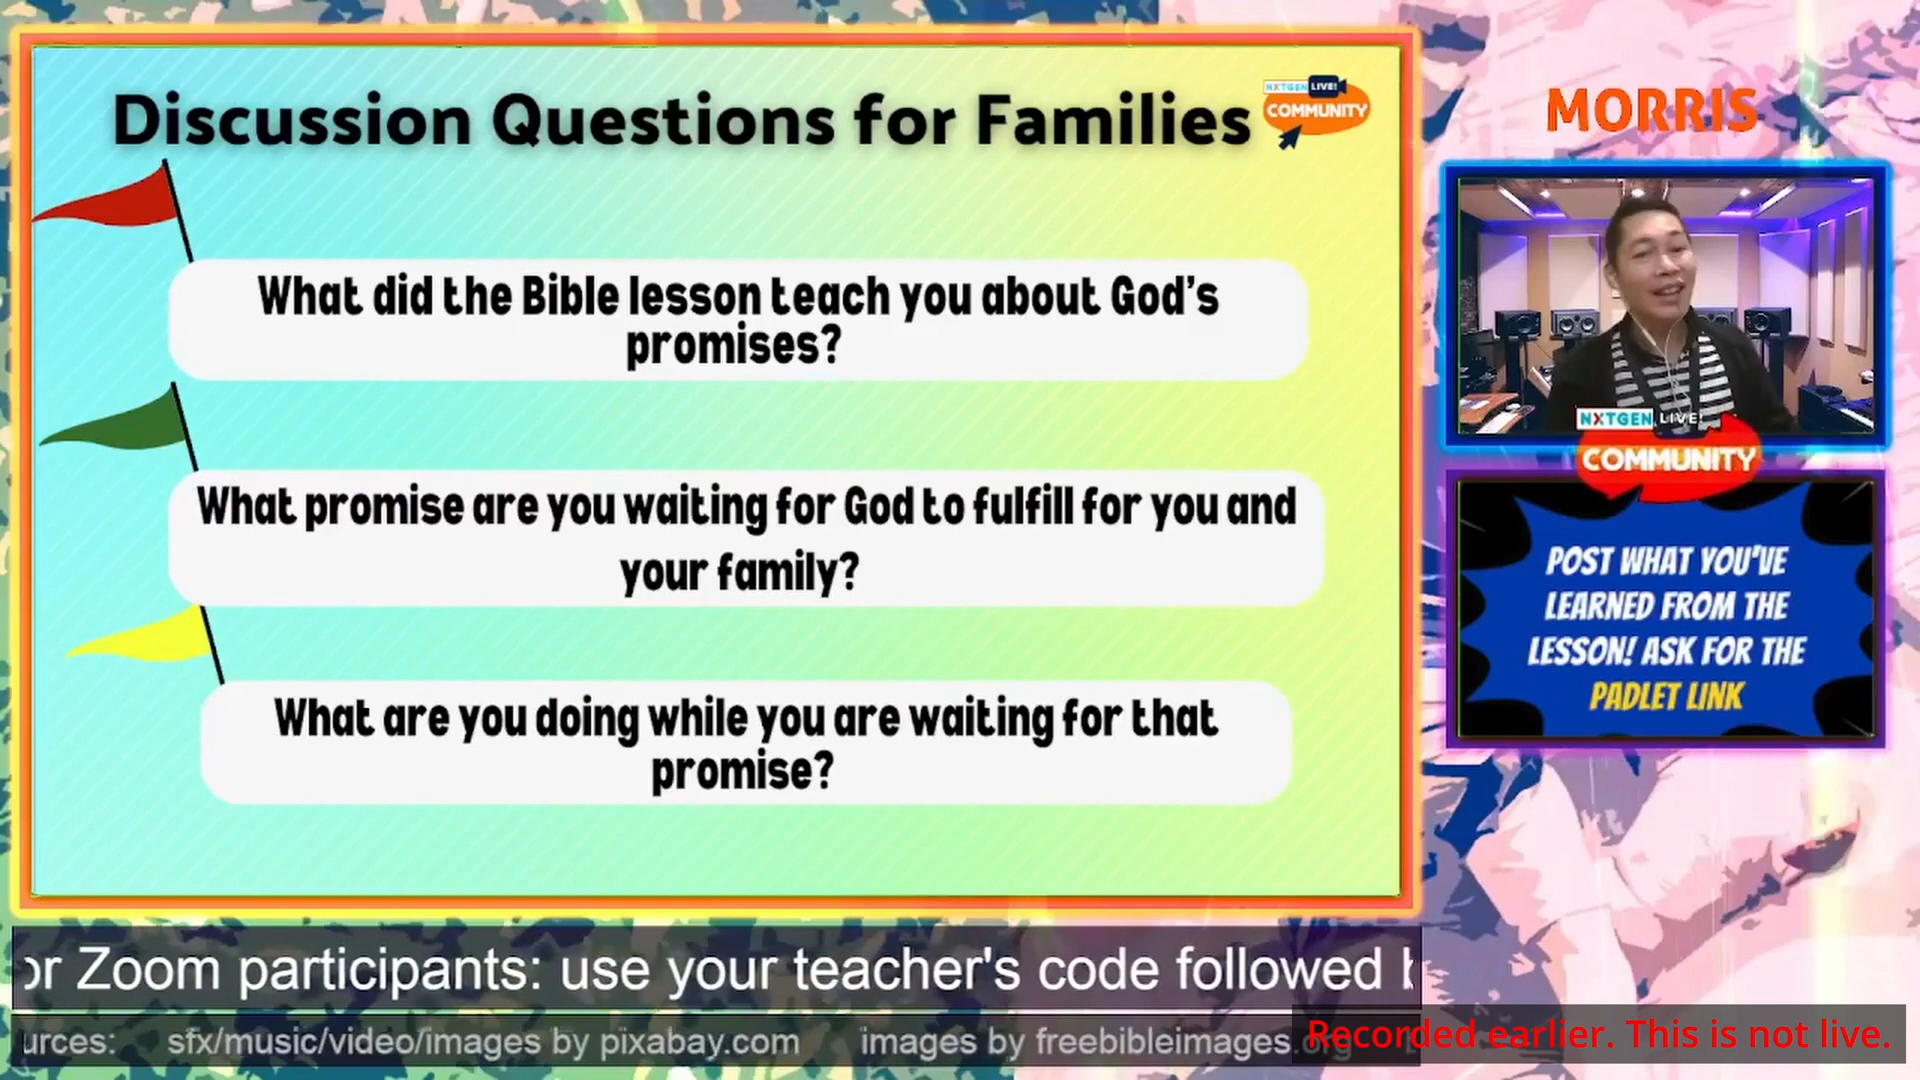 Discussion Questions for Families
NXTGEN LIVE!
COMMUNITY
What did the Bible lesson teach you about God's
promises?
What promise are you waiting for God to fulfill for you and
your family?
What are you doing while you are waiting for that
promise?
MORRIS
NXTGEN LIVE!
COMMUNITY
POST WHAT YOU'VE
LEARNED FROM THE
LESSON! ASK FOR THE
PADLET LINK
or Zoom participants: use your teacher's code followed
urces: sfx/music/video/images by pixabay.com images by freebibleimages.org
Recorded earlier. This is not live.